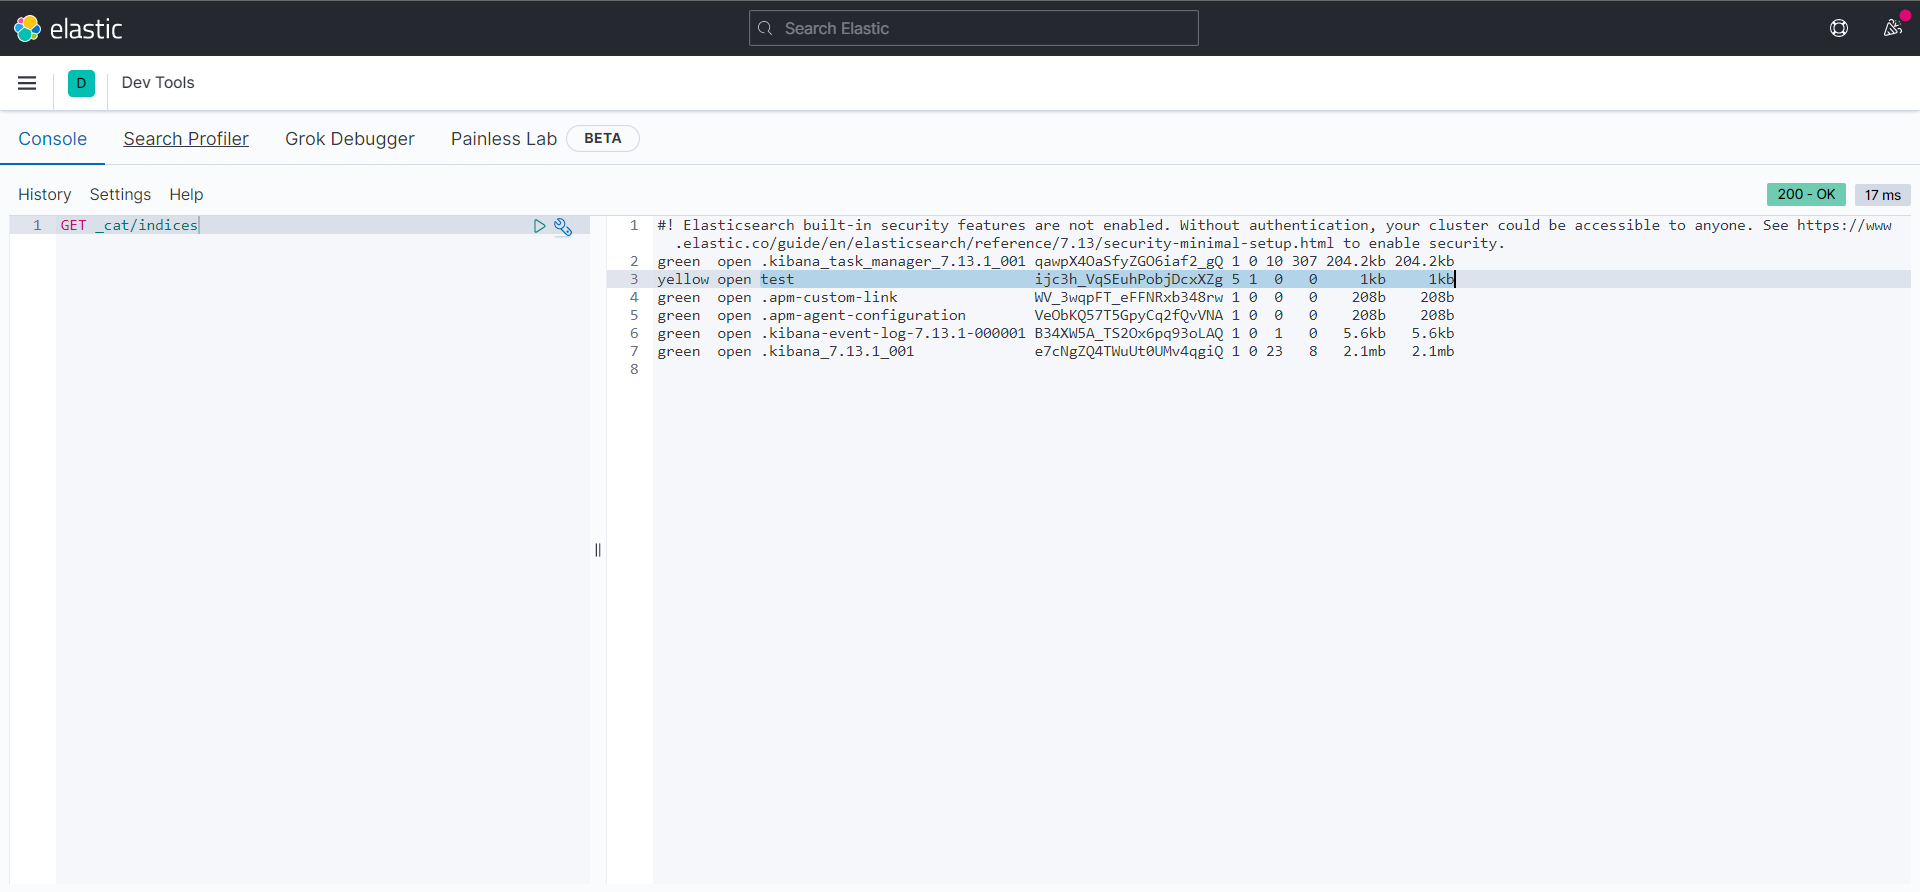 elastic
Search Elastic
D
Dev Tools
Console Search Profiler Grok Debugger Painless Lab BETA
History Settings Help
200 - OK 17 ms
1 GET _cat/indices
1 #! Elasticsearch built-in security features are not enabled. Without authentication, your cluster could be accessible to anyone. See https://www
.elastic.co/guide/en/elasticsearch/reference/7.13/security-minimal-setup.html to enable security.
2 green open .kibana_task_manager_7.13.1_001 qawpX4OaSfyZGO6iaf2_gQ 1 0 10 307 204.2kb 204.2kb
3 yellow open test ijc3h_VqSEuhPobjDcxXZg 5 1 0 0 1kb 1kb
4 green open .apm-custom-link WV_3wqpFT_eFFNRxb348rw 1 0 0 0 208b 208b
5 green open .apm-agent-configuration VeObKQ57T5GpyCq2fQvVNA 1 0 0 0 208b 208b
6 green open .kibana-event-log-7.13.1-000001 B34XW5A_TS2Ox6pq93oLAQ 1 0 1 0 5.6kb 5.6kb
7 green open .kibana_7.13.1_001 e7cNgZQ4TWuUt0UMv4qgiQ 1 0 23 8 2.1mb 2.1mb
8